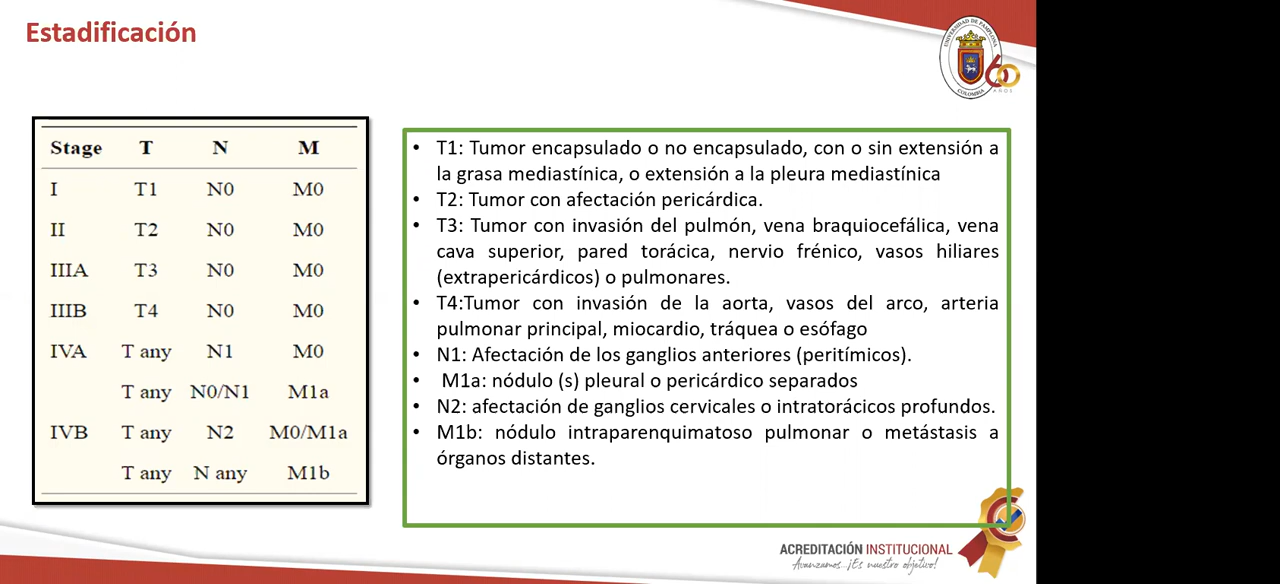 Estadificación
UNIVERSIDAD DE PAMPLONA
COLOMBIA
60
AÑOS
Stage T N M
I T1 N0 M0
II T2 N0 M0
IIIA T3 N0 M0
IIIB T4 N0 M0
IVA T any N1 M0
T any N0/N1 M1a
IVB T any N2 M0/M1a
T any N any M1b
• T1: Tumor encapsulado o no encapsulado, con o sin extensión a
la grasa mediastínica, o extensión a la pleura mediastínica
• T2: Tumor con afectación pericárdica.
• T3: Tumor con invasión del pulmón, vena braquiocefálica, vena
cava superior, pared torácica, nervio frénico, vasos hiliares
(extrapericárdicos) o pulmonares.
• T4:Tumor con invasión de la aorta, vasos del arco, arteria
pulmonar principal, miocardio, tráquea o esófago
• N1: Afectación de los ganglios anteriores (peritímicos).
• M1a: nódulo (s) pleural o pericárdico separados
• N2: afectación de ganglios cervicales o intratorácicos profundos.
• M1b: nódulo intraparenquimatoso pulmonar o metástasis a
órganos distantes.
ACREDITACIÓN INSTITUCIONAL
Avanzamos...¡Es nuestro objetivo!